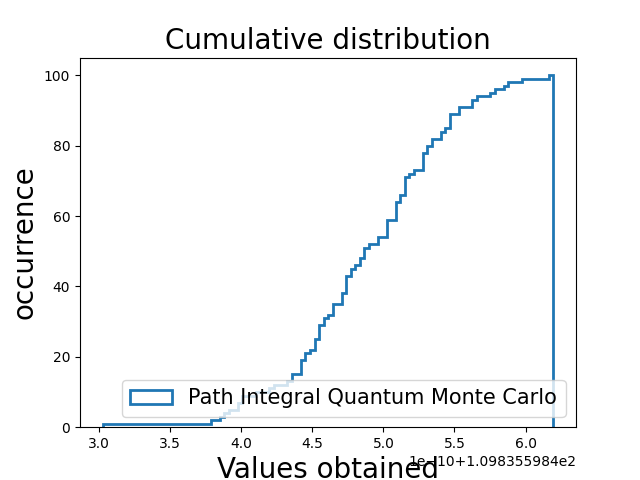 Cumulative distribution
occurrence
100
80
60
40
20
0
Path Integral Quantum Monte Carlo
3.0 3.5 4.0 4.5 5.0 5.5 6.0
1e−10+1.098355984e2
Values obtained